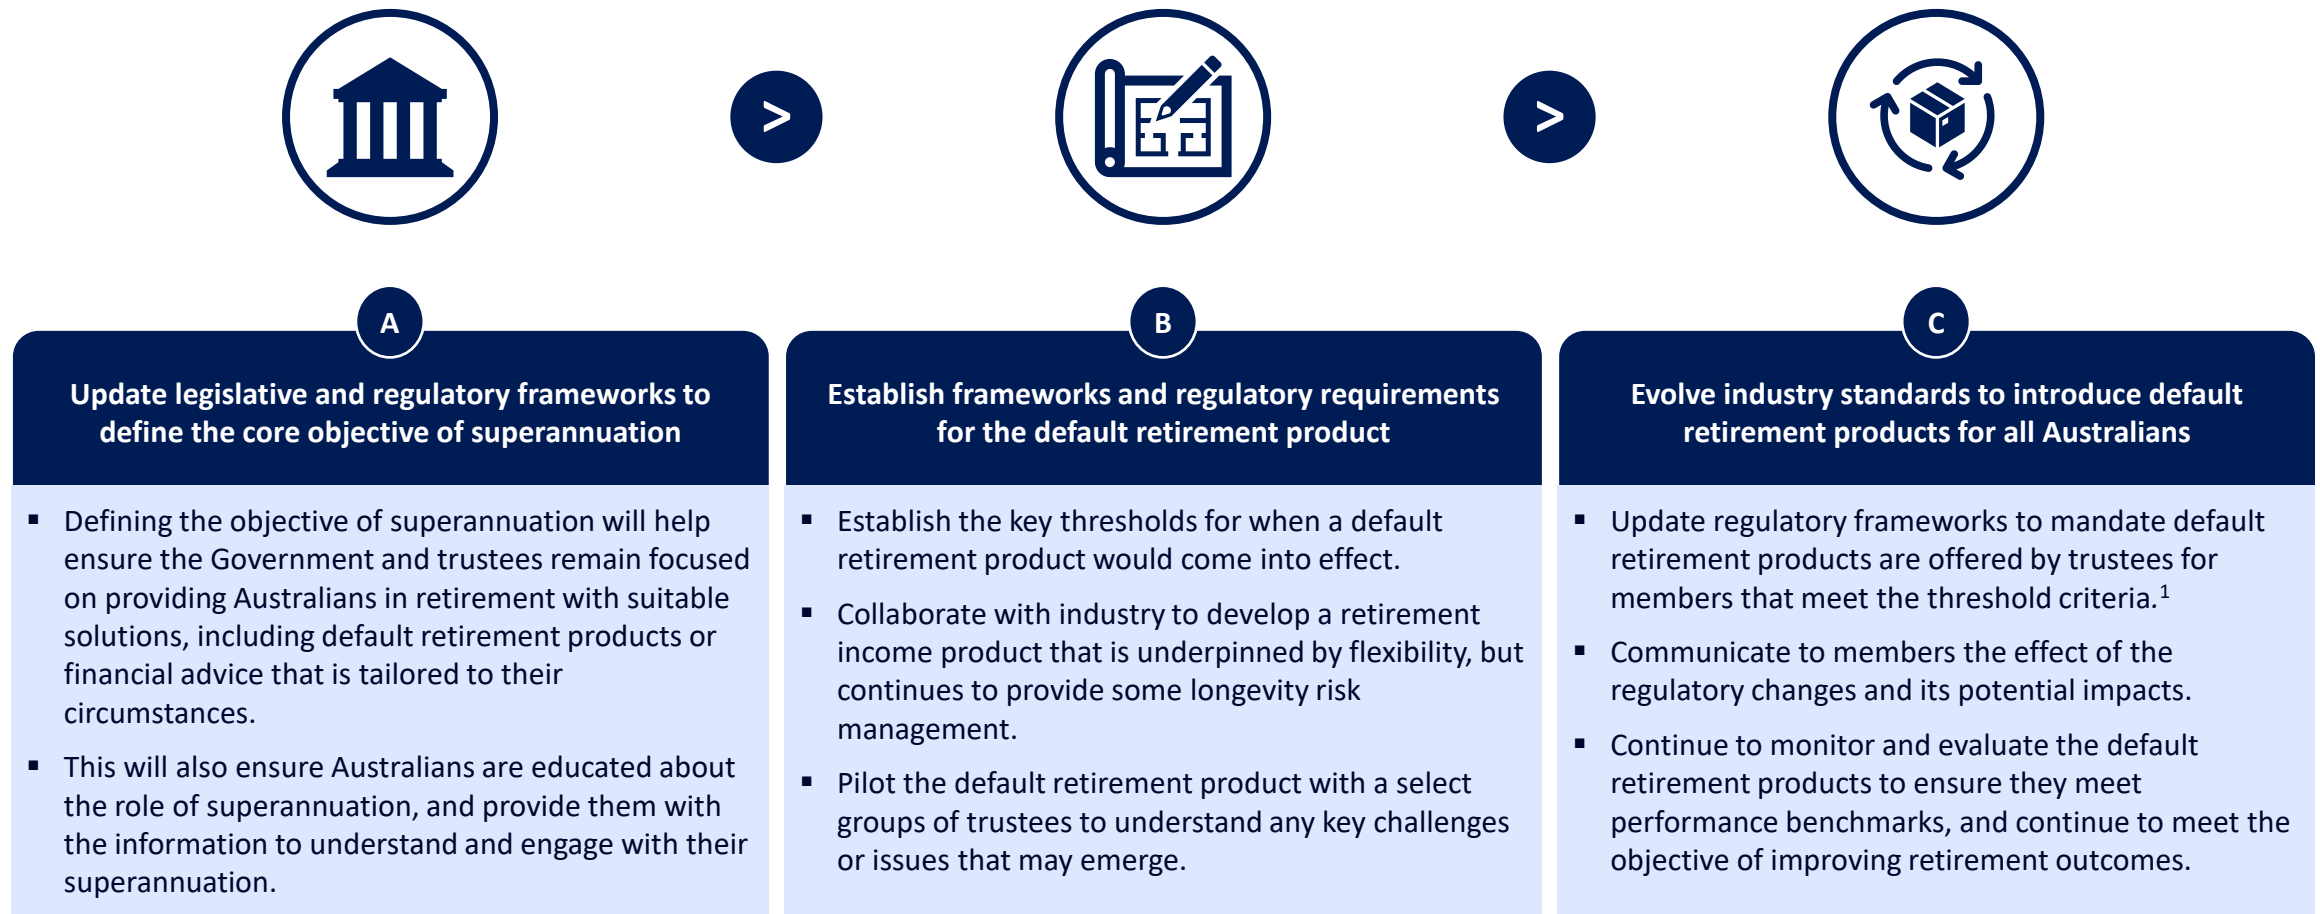 >
>
A
Update legislative and regulatory frameworks to
define the core objective of superannuation
▪ Defining the objective of superannuation will help
ensure the Government and trustees remain focused
on providing Australians in retirement with suitable
solutions, including default retirement products or
financial advice that is tailored to their
circumstances.
▪ This will also ensure Australians are educated about
the role of superannuation, and provide them with
the information to understand and engage with their
superannuation.
B
Establish frameworks and regulatory requirements
for the default retirement product
▪ Establish the key thresholds for when a default
retirement product would come into effect.
▪ Collaborate with industry to develop a retirement
income product that is underpinned by flexibility, but
continues to provide some longevity risk
management.
▪ Pilot the default retirement product with a select
groups of trustees to understand any key challenges
or issues that may emerge.
C
Evolve industry standards to introduce default
retirement products for all Australians
▪ Update regulatory frameworks to mandate default
retirement products are offered by trustees for
members that meet the threshold criteria.¹
▪ Communicate to members the effect of the
regulatory changes and its potential impacts.
▪ Continue to monitor and evaluate the default
retirement products to ensure they meet
performance benchmarks, and continue to meet the
objective of improving retirement outcomes.